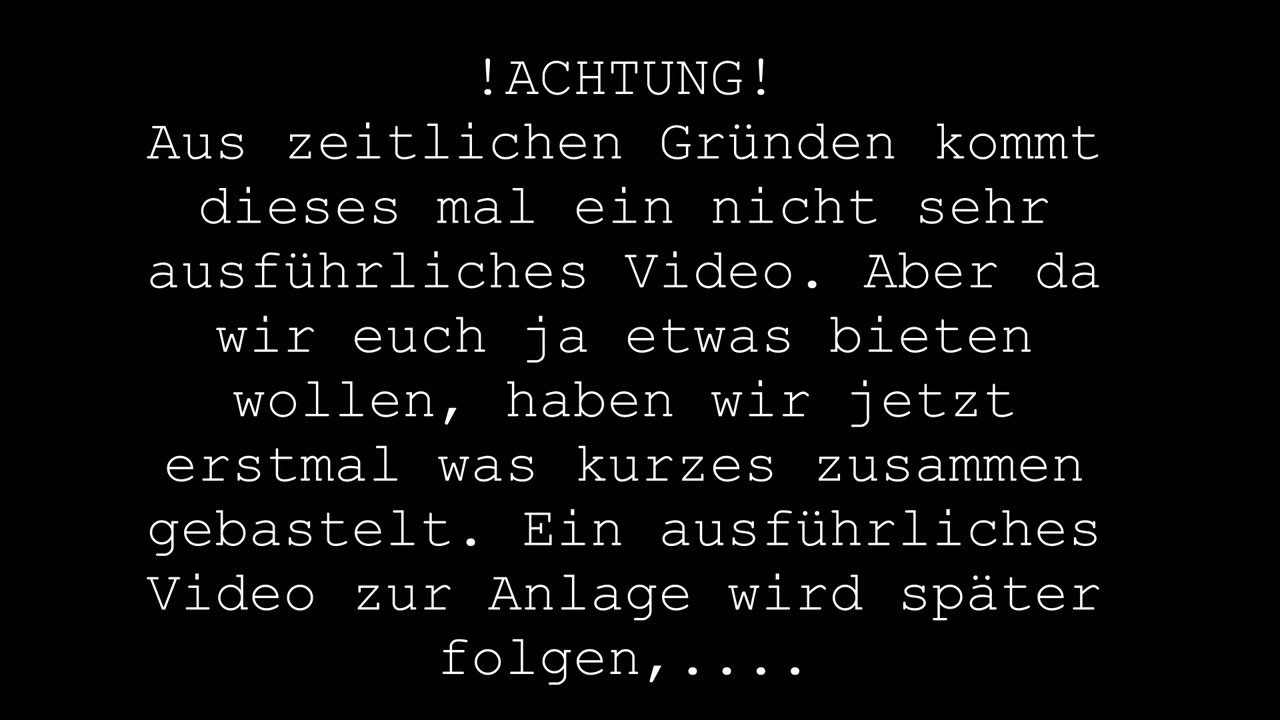 !ACHTUNG!
Aus zeitlichen Gründen kommt
dieses mal ein nicht sehr
ausführliches Video. Aber da
wir euch ja etwas bieten
wollen, haben wir jetzt
erstmal was kurzes zusammen
gebastelt. Ein ausführliches
Video zur Anlage wird später
folgen,....